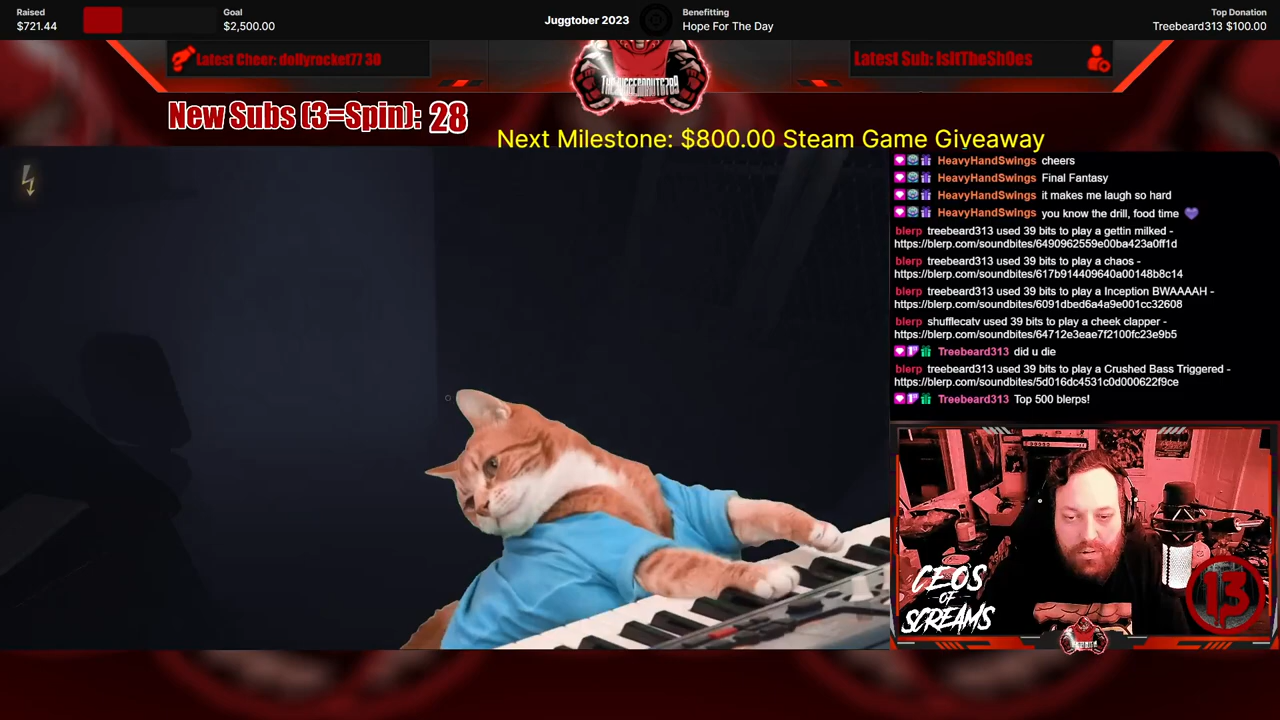 Raised
$721.44
Goal
$2,500.00
Juggtober 2023
Benefitting
Hope For The Day
Top Donation
Treebeard313 $100.00
Latest Cheer: dollyrocket77 30
THEJUGGERNAUT6789
Latest Sub: IsItTheSh0es
New Subs (3=Spin): 28
Next Milestone: $800.00 Steam Game Giveaway
HeavyHandSwings cheers
HeavyHandSwings Final Fantasy
HeavyHandSwings it makes me laugh so hard
HeavyHandSwings you know the drill, food time
blerp treebeard313 used 39 bits to play a gettin milked -
https://blerp.com/soundbites/6490962559e00ba423a0ff1d
blerp treebeard313 used 39 bits to play a chaos -
https://blerp.com/soundbites/617b914409640a00148b8c14
blerp treebeard313 used 39 bits to play a Inception BWAAAAH -
https://blerp.com/soundbites/6091dbed6a4a9e001cc32608
blerp shufflecatv used 39 bits to play a cheek clapper -
https://blerp.com/soundbites/64712e3eae7f2100fc23e9b5
Treebeard313 did u die
blerp treebeard313 used 39 bits to play a Crushed Bass Triggered -
https://blerp.com/soundbites/5d016dc4531c0d000622f9ce
Treebeard313 Top 500 blerps!
CEOS
OF
SCREAMS
13